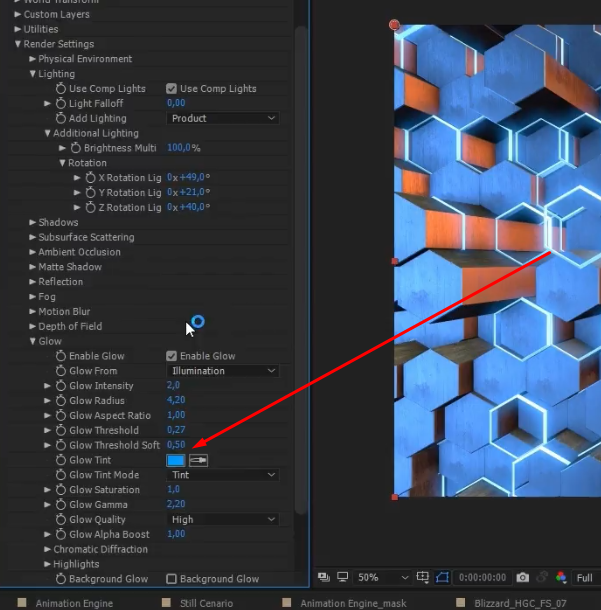 World Transform
Custom Layers
Utilities
Render Settings
Physical Environment
Lighting
Use Comp Lights Use Comp Lights
Light Falloff 0,00
Add Lighting Product
Additional Lighting
Brightness Multi 100,0%
Rotation
X Rotation Lig 0x+49,0°
Y Rotation Lig 0x+21,0°
Z Rotation Lig 0x+40,0°
Shadows
Subsurface Scattering
Ambient Occlusion
Matte Shadow
Reflection
Fog
Motion Blur
Depth of Field
Glow
Enable Glow Enable Glow
Glow From Illumination
Glow Intensity 2,0
Glow Radius 4,20
Glow Aspect Ratio 1,00
Glow Threshold 0,27
Glow Threshold Soft 0,50
Glow Tint
Glow Tint Mode Tint
Glow Saturation 1,0
Glow Gamma 2,20
Glow Quality High
Glow Alpha Boost 1,00
Chromatic Diffraction
Highlights
Background Glow Background Glow
50% 0:00:00:00 Full
Animation Engine Still Cenario Animation Engine_mask Blizzard_HGC_FS_07